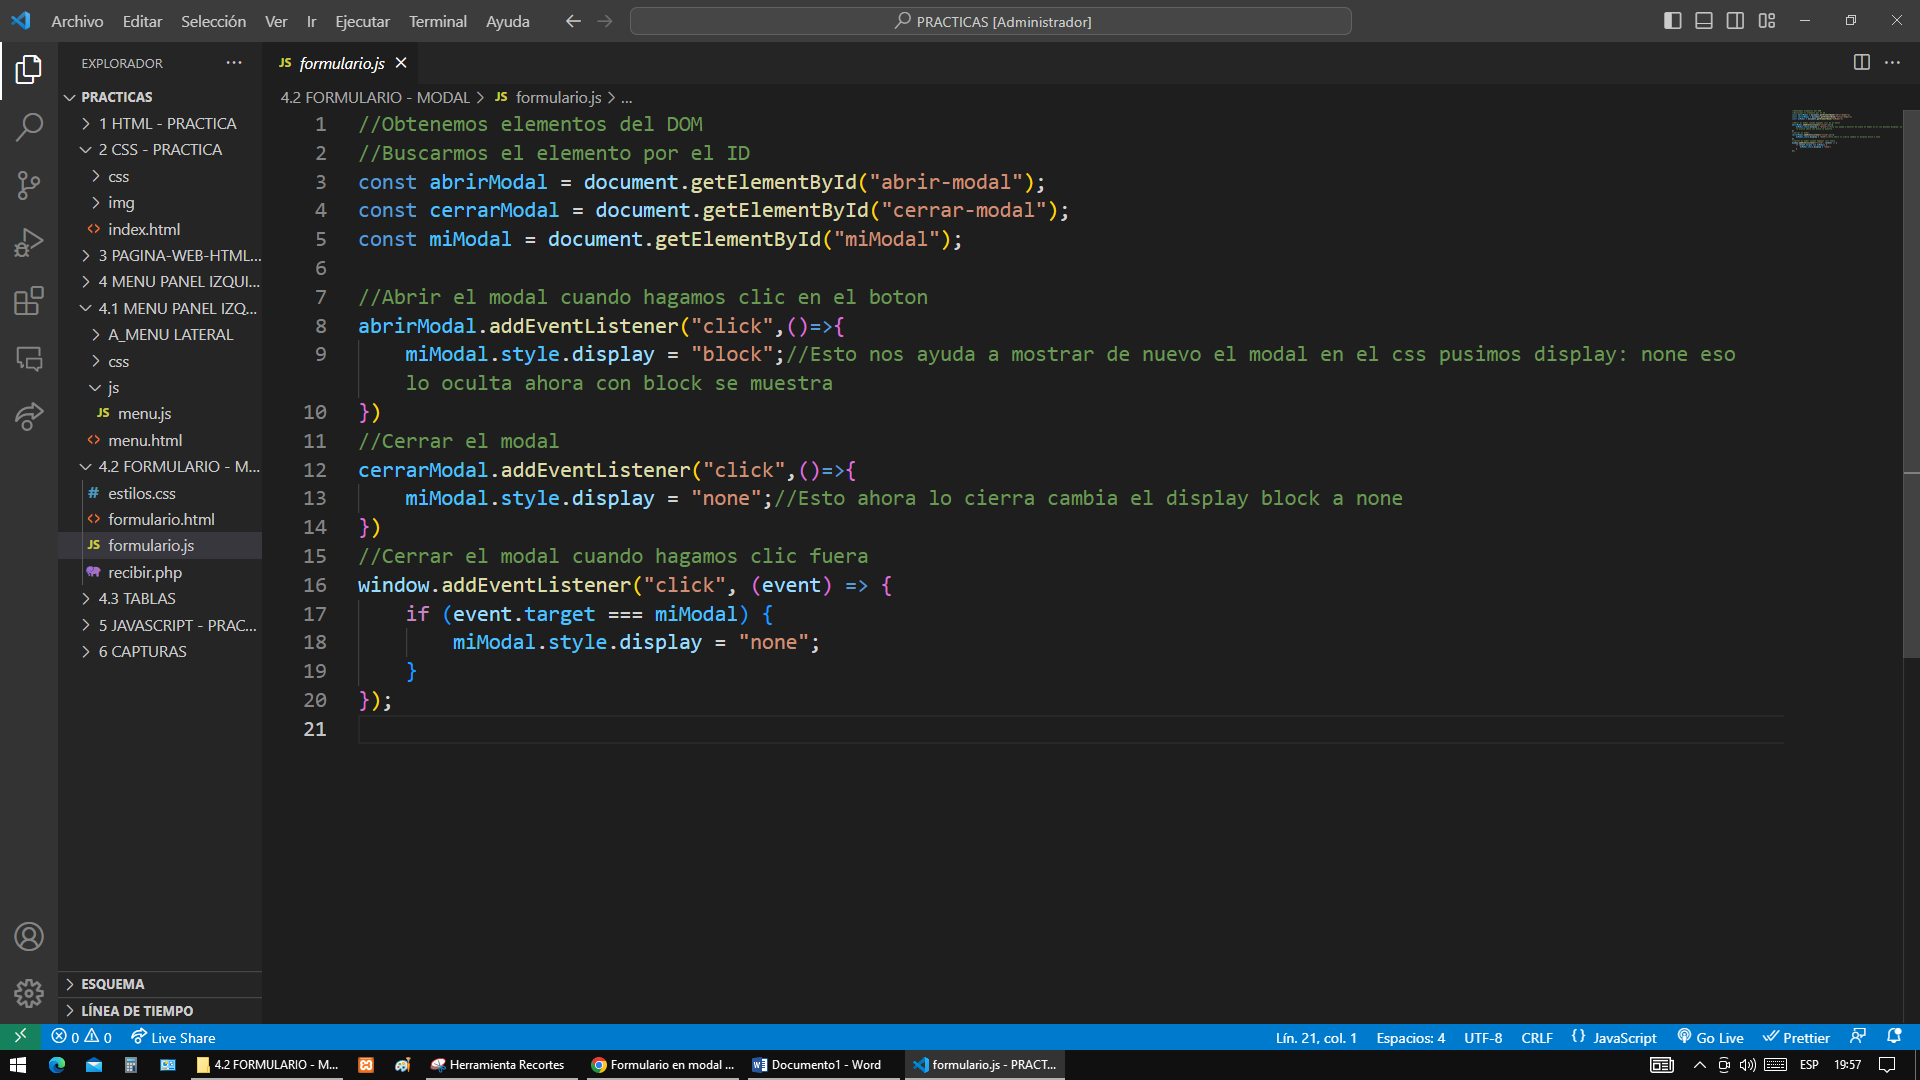 Archivo Editar Selección Ver Ir Ejecutar Terminal Ayuda
PRACTICAS [Administrador]
EXPLORADOR
PRACTICAS
1 HTML - PRACTICA
2 CSS - PRACTICA
css
img
index.html
3 PAGINA-WEB-HTML...
4 MENU PANEL IZQUI...
4.1 MENU PANEL IZQ...
A_MENU LATERAL
css
js
JS menu.js
menu.html
4.2 FORMULARIO - M...
# estilos.css
formulario.html
JS formulario.js
recibir.php
4.3 TABLAS
5 JAVASCRIPT - PRAC...
6 CAPTURAS
ESQUEMA
LÍNEA DE TIEMPO
JS formulario.js
4.2 FORMULARIO - MODAL > JS formulario.js > ...
1 //Obtenemos elementos del DOM
2 //Buscarmos el elemento por el ID
3 const abrirModal = document.getElementById("abrir-modal");
4 const cerrarModal = document.getElementById("cerrar-modal");
5 const miModal = document.getElementById("miModal");
6
7 //Abrir el modal cuando hagamos clic en el boton
8 abrirModal.addEventListener("click",()=>{
9 miModal.style.display = "block";//Esto nos ayuda a mostrar de nuevo el modal en el css pusimos display: none eso
lo oculta ahora con block se muestra
10 })
11 //Cerrar el modal
12 cerrarModal.addEventListener("click",()=>{
13 miModal.style.display = "none";//Esto ahora lo cierra cambia el display block a none
14 })
15 //Cerrar el modal cuando hagamos clic fuera
16 window.addEventListener("click", (event) => {
17 if (event.target === miModal) {
18 miModal.style.display = "none";
19 }
20 });
21
0 0 Live Share
Lín. 21, col. 1 Espacios: 4 UTF-8 CRLF {} JavaScript Go Live Prettier
4.2 FORMULARIO - M... Herramienta Recortes Formulario en modal ... Documento1 - Word formulario.js - PRACT...
ESP 19:57